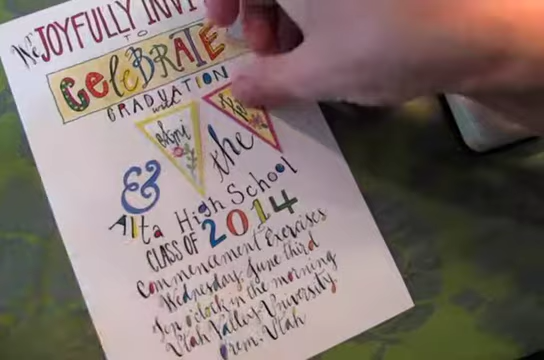 We JOYFULLY INVI
TO
CeleBRATE
GRADUATION
with
the
&
Alta High School
CLASS OF 2014
Commencement Exercises
Wednesday, June third
Ten o'clock in the morning
Utah Valley University
Orem, Utah